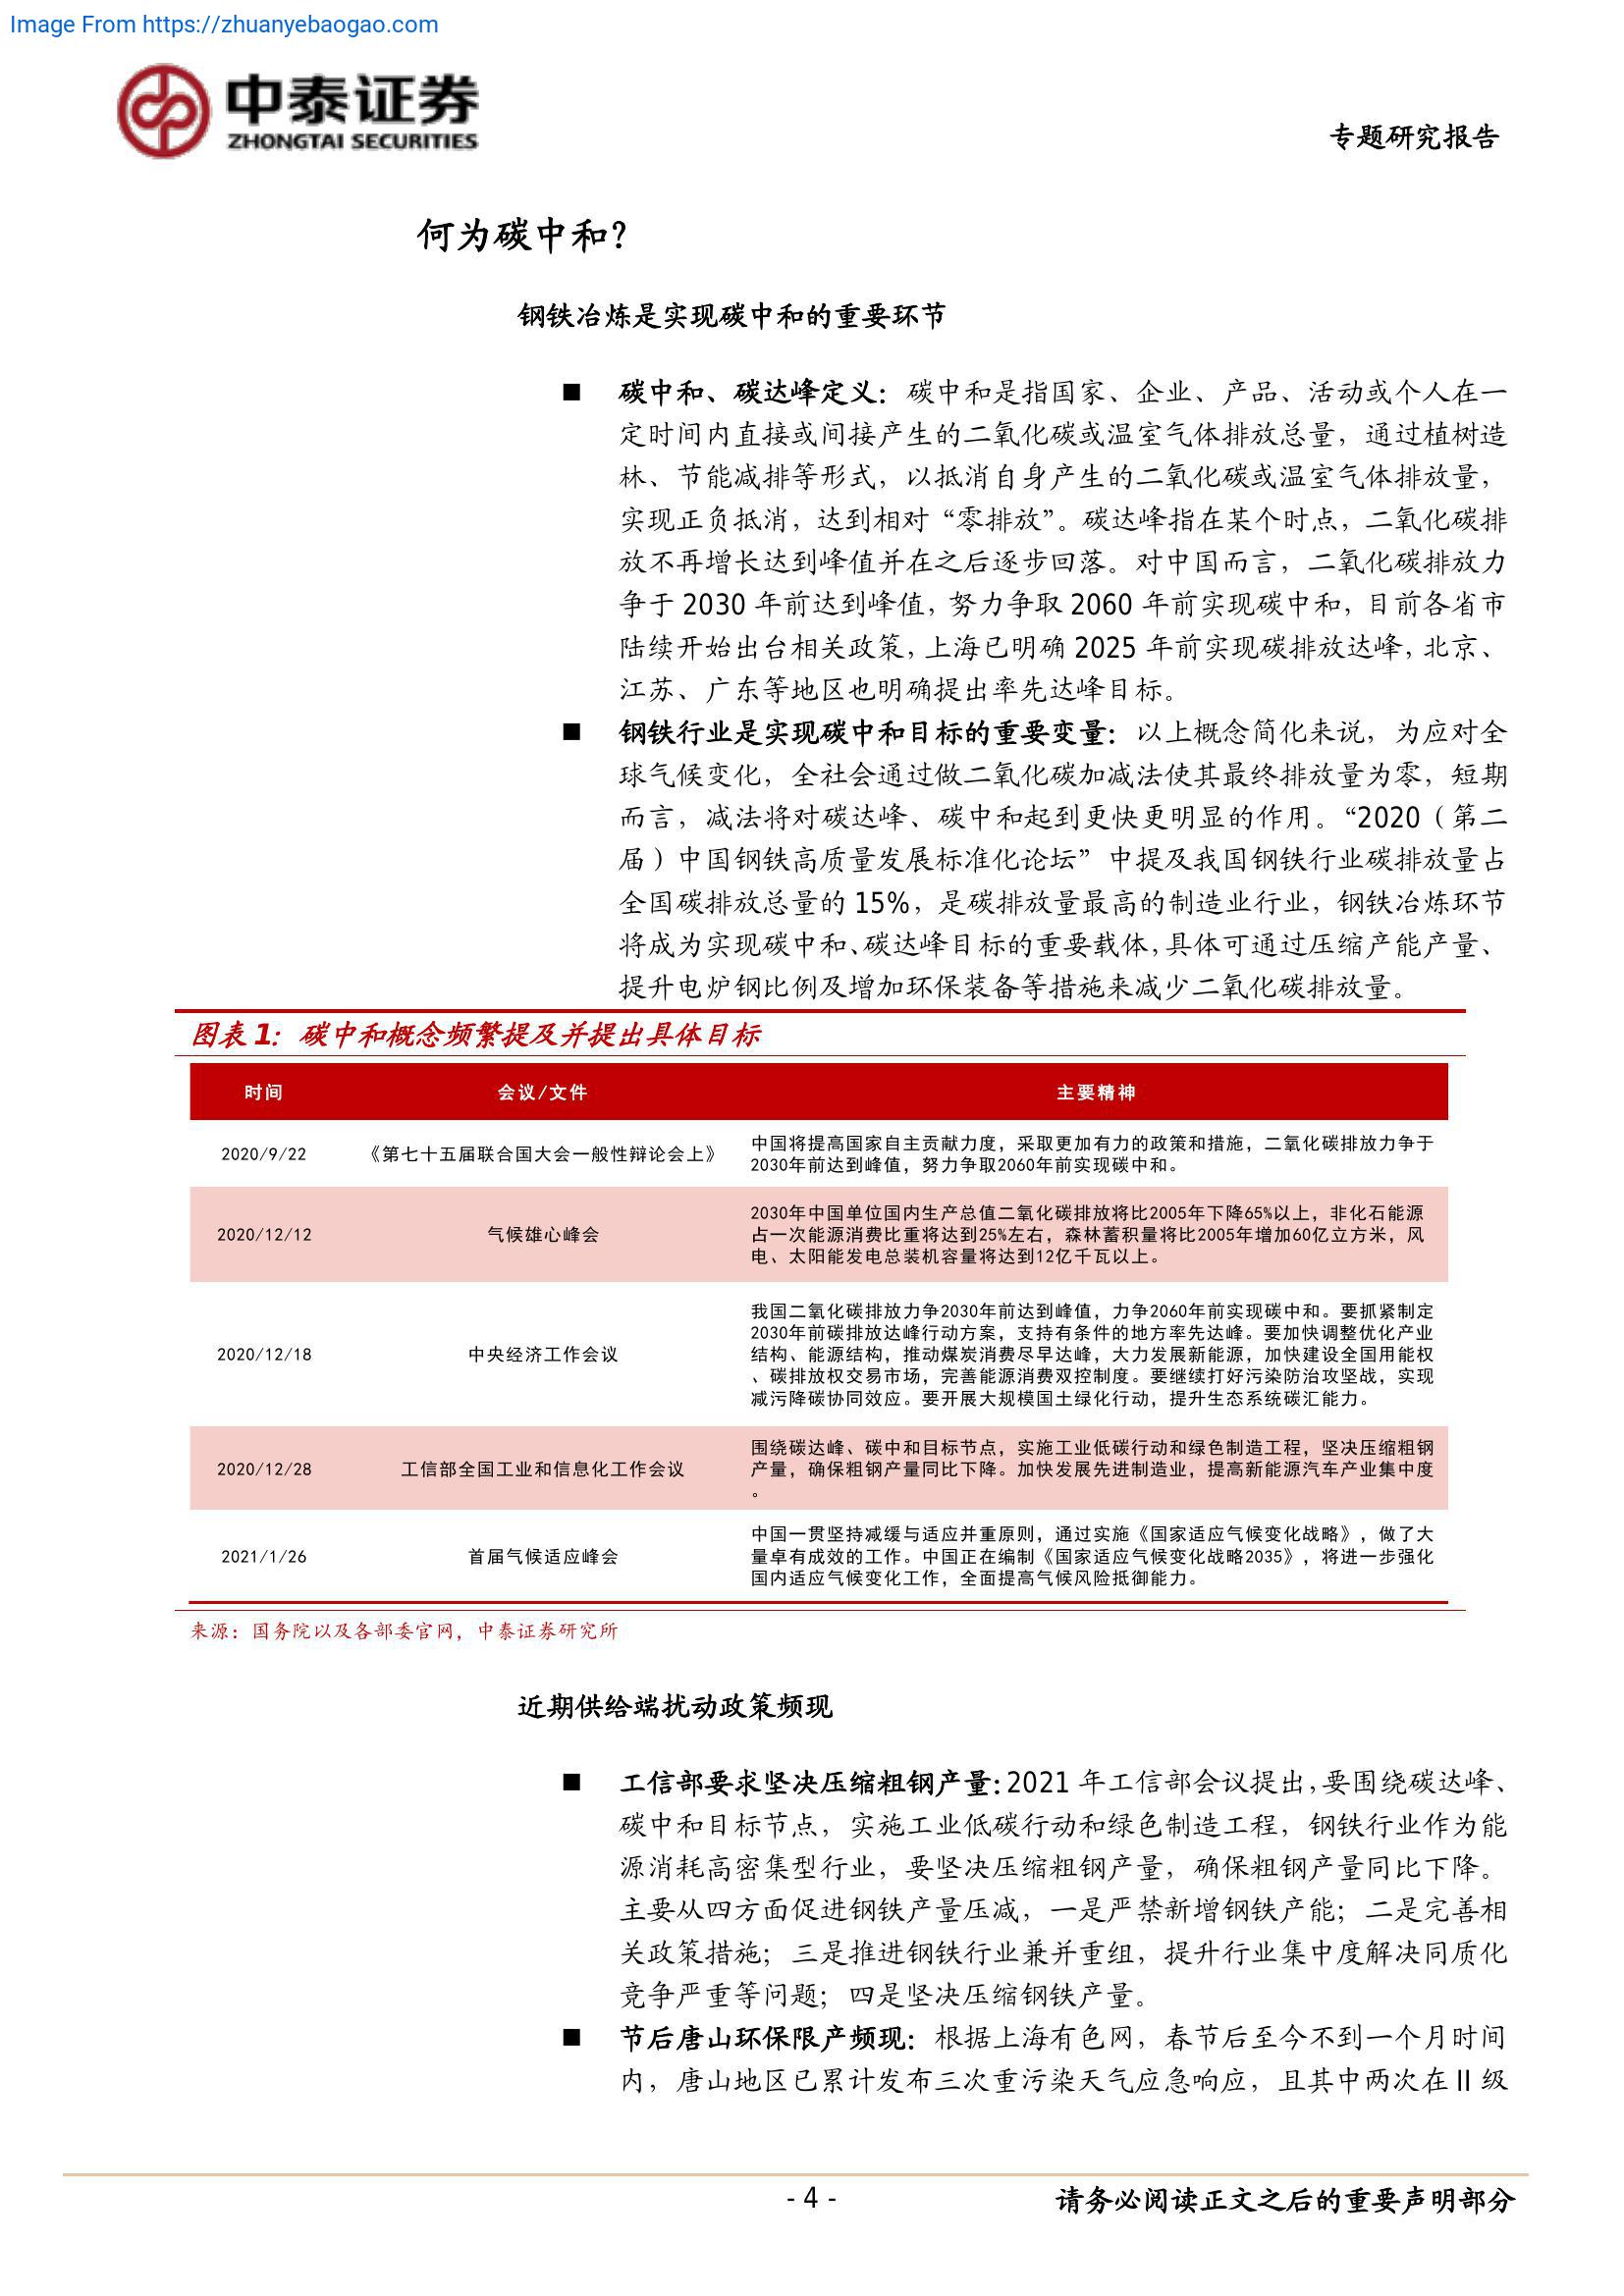 Image From https://zhuanyebaogao.com
中泰证券
ZHONGTAI SECURITIES
专题研究报告
何为碳中和？
钢铁冶炼是实现碳中和的重要环节
■ 碳中和、碳达峰定义：碳中和是指国家、企业、产品、活动或个人在一
定时间内直接或间接产生的二氧化碳或温室气体排放总量，通过植树造
林、节能减排等形式，以抵消自身产生的二氧化碳或温室气体排放量，
实现正负抵消，达到相对“零排放”。碳达峰指在某个时点，二氧化碳排
放不再增长达到峰值并在之后逐步回落。对中国而言，二氧化碳排放力
争于 2030 年前达到峰值，努力争取 2060 年前实现碳中和，目前各省市
陆续开始出台相关政策，上海已明确 2025 年前实现碳排放达峰，北京、
江苏、广东等地区也明确提出率先达峰目标。
■ 钢铁行业是实现碳中和目标的重要变量：以上概念简化来说，为应对全
球气候变化，全社会通过做二氧化碳加减法使其最终排放量为零，短期
而言，减法将对碳达峰、碳中和起到更快更明显的作用。“2020（第二
届）中国钢铁高质量发展标准化论坛”中提及我国钢铁行业碳排放量占
全国碳排放总量的 15%，是碳排放量最高的制造业行业，钢铁冶炼环节
将成为实现碳中和、碳达峰目标的重要载体，具体可通过压缩产能产量、
提升电炉钢比例及增加环保装备等措施来减少二氧化碳排放量。
图表 1：碳中和概念频繁提及并提出具体目标
时间 会议/文件 主要精神
2020/9/22 《第七十五届联合国大会一般性辩论会上》 中国将提高国家自主贡献力度，采取更加有力的政策和措施，二氧化碳排放力争于
2030年前达到峰值，努力争取2060年前实现碳中和。
2020/12/12 气候雄心峰会 2030年中国单位国内生产总值二氧化碳排放将比2005年下降65%以上，非化石能源
占一次能源消费比重将达到25%左右，森林蓄积量将比2005年增加60亿立方米，风
电、太阳能发电总装机容量将达到12亿千瓦以上。
2020/12/18 中央经济工作会议 我国二氧化碳排放力争2030年前达到峰值，力争2060年前实现碳中和。要抓紧制定
2030年前碳排放达峰行动方案，支持有条件的地方率先达峰。要加快调整优化产业
结构、能源结构，推动煤炭消费尽早达峰，大力发展新能源，加快建设全国用能权
、碳排放权交易市场，完善能源消费双控制度。要继续打好污染防治攻坚战，实现
减污降碳协同效应。要开展大规模国土绿化行动，提升生态系统碳汇能力。
2020/12/28 工信部全国工业和信息化工作会议 围绕碳达峰、碳中和目标节点，实施工业低碳行动和绿色制造工程，坚决压缩粗钢
产量，确保粗钢产量同比下降。加快发展先进制造业，提高新能源汽车产业集中度
。
2021/1/26 首届气候适应峰会 中国一贯坚持减缓与适应并重原则，通过实施《国家适应气候变化战略》，做了大
量卓有成效的工作。中国正在编制《国家适应气候变化战略2035》，将进一步强化
国内适应气候变化工作，全面提高气候风险抵御能力。
来源：国务院以及各部委官网，中泰证券研究所
近期供给端扰动政策频现
■ 工信部要求坚决压缩粗钢产量：2021 年工信部会议提出，要围绕碳达峰、
碳中和目标节点，实施工业低碳行动和绿色制造工程，钢铁行业作为能
源消耗高密集型行业，要坚决压缩粗钢产量，确保粗钢产量同比下降。
主要从四方面促进钢铁产量压减，一是严禁新增钢铁产能；二是完善相
关政策措施；三是推进钢铁行业兼并重组，提升行业集中度解决同质化
竞争严重等问题；四是坚决压缩钢铁产量。
■ 节后唐山环保限产频现：根据上海有色网，春节后至今不到一个月时间
内，唐山地区已累计发布三次重污染天气应急响应，且其中两次在 II 级
- 4 -
请务必阅读正文之后的重要声明部分